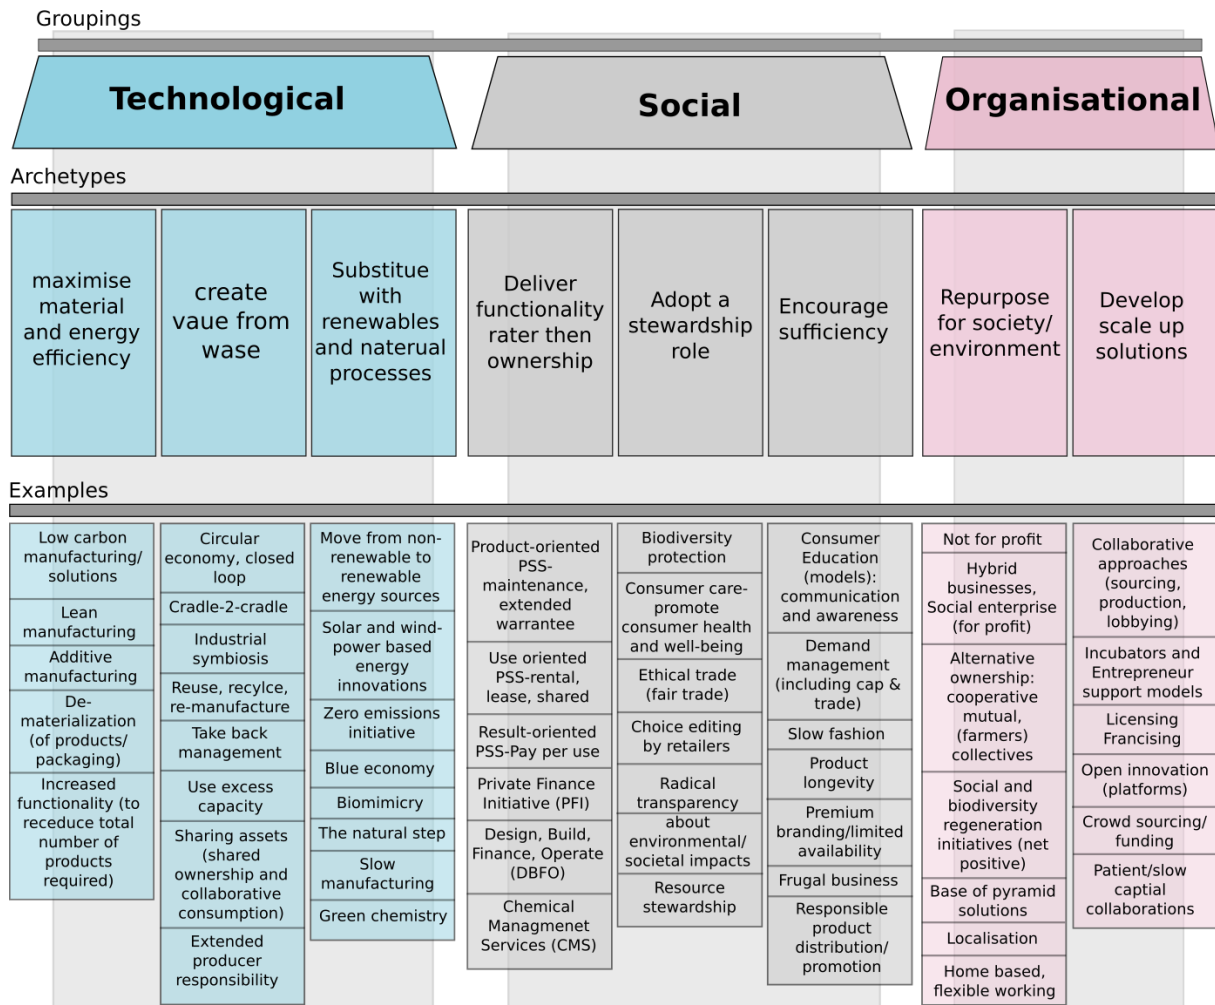 Groupings
Technological
Social
Organisational
Archetypes
maximise
material
and energy
efficiency
create
vaue from
wase
Substitue
with
renewables
and naterual
processes
Deliver
functionality
rater then
ownership
Adopt a
stewardship
role
Encourage
sufficiency
Repurpose
for society/
environment
Develop
scale up
solutions
Examples
Low carbon
manufacturing/
solutions
Lean
manufacturing
Additive
manufacturing
De-
materialization
(of products/
packaging)
Increased
functionality (to
receduce total
number of
products
required)
Circular
economy, closed
loop
Cradle-2-cradle
Industrial
symbiosis
Reuse, recylce,
re-manufacture
Take back
management
Use excess
capacity
Sharing assets
(shared
ownership and
collaborative
consumption)
Extended
producer
responsibility
Move from non-
renewable to
renewable
energy sources
Solar and wind-
power based
energy
innovations
Zero emissions
initiative
Blue economy
Biomimicry
The natural step
Slow
manufacturing
Green chemistry
Product-oriented
PSS-
maintenance,
extended
warrantee
Use oriented
PSS-rental,
lease, shared
Result-oriented
PSS-Pay per use
Private Finance
Initiative (PFI)
Design, Build,
Finance, Operate
(DBFO)
Chemical
Managmenet
Services (CMS)
Biodiversity
protection
Consumer care-
promote
consumer health
and well-being
Ethical trade
(fair trade)
Choice editing
by retailers
Radical
transparency
about
environmental/
societal impacts
Resource
stewardship
Consumer
Education
(models):
communication
and awareness
Demand
management
(including cap &
trade)
Slow fashion
Product
longevity
Premium
branding/limited
availability
Frugal business
Responsible
product
distribution/
promotion
Not for profit
Hybrid
businesses,
Social enterprise
(for profit)
Alternative
ownership:
cooperative
mutual,
(farmers)
collectives
Social and
biodiversity
regeneration
initiatives (net
positive)
Base of pyramid
solutions
Localisation
Home based,
flexible working
Collaborative
approaches
(sourcing,
production,
lobbying)
Incubators and
Entrepreneur
support models
Licensing
Francising
Open innovation
(platforms)
Crowd sourcing/
funding
Patient/slow
captial
collaborations